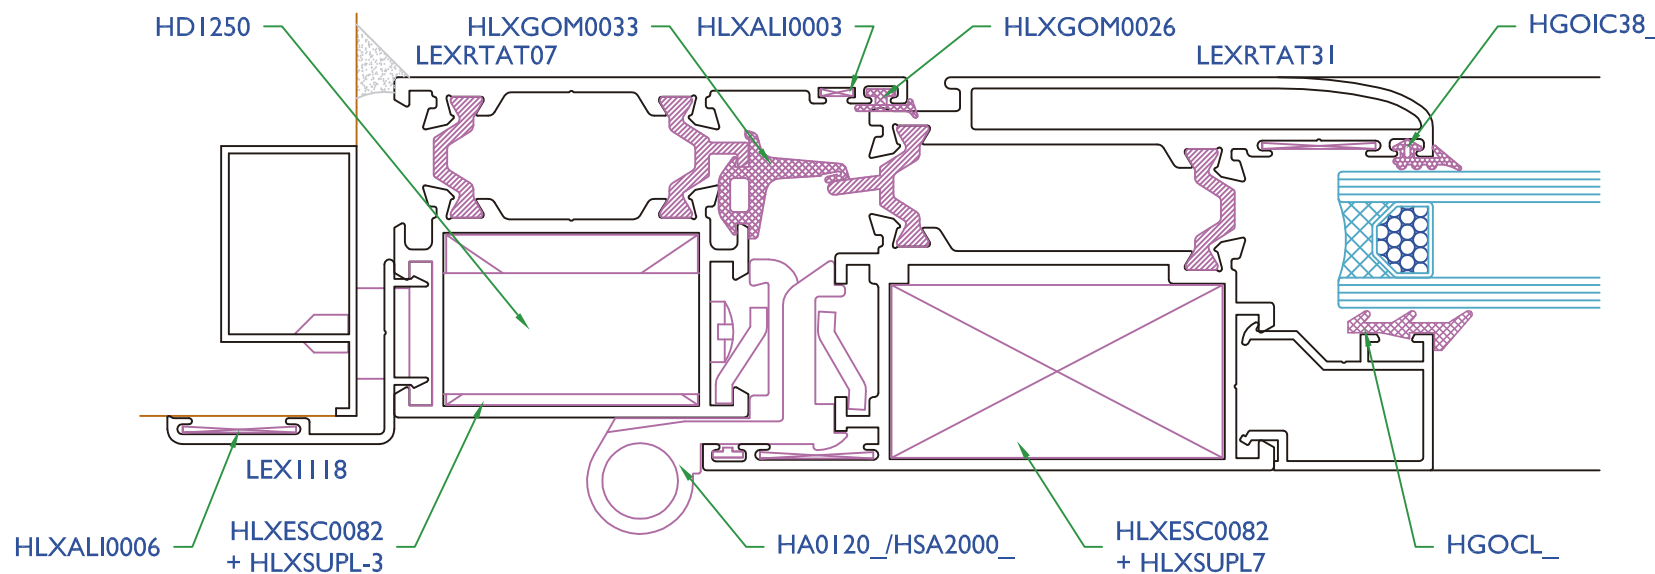 HD1250
HLXGOM0033
HLXALI0003
HLXGOM0026
HGOIC38_
LEXRTAT07
LEXRTAT31
LEX1118
HLXALI0006
HLXESC0082
+ HLXSUPL-3
HA0120_/HSA2000_
HLXESC0082
+ HLXSUPL7
HGOCL_